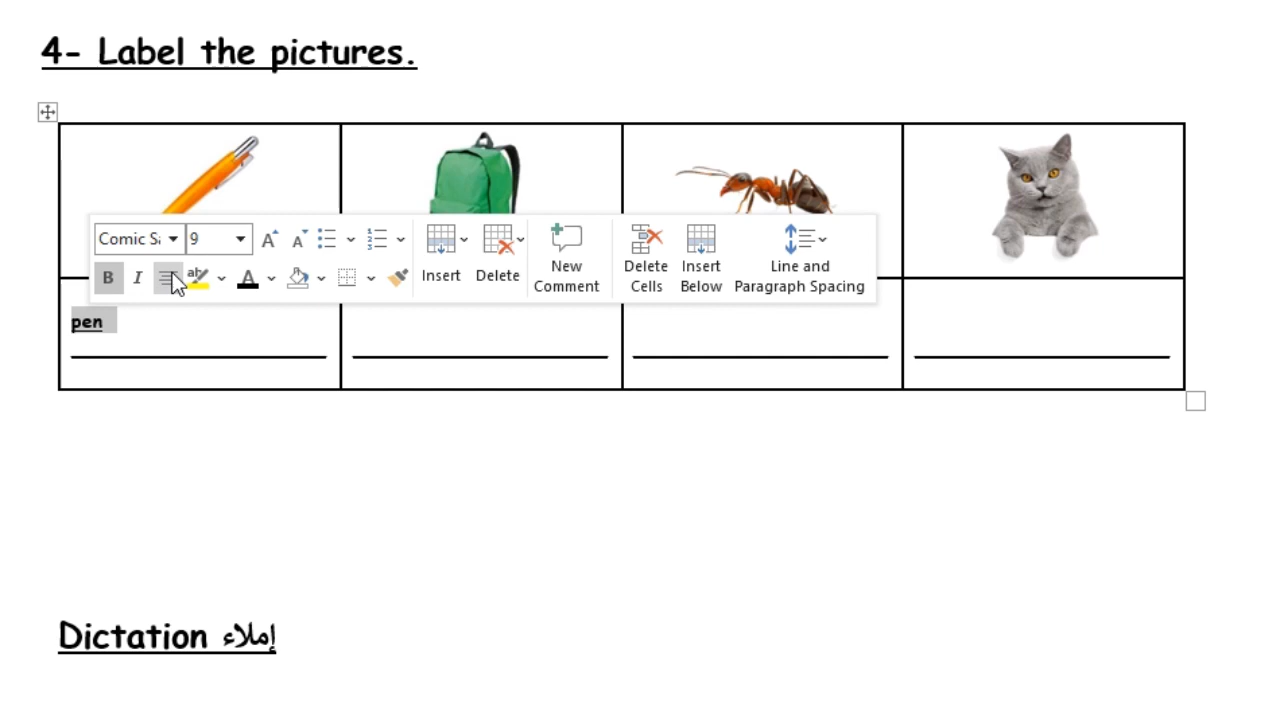 4- Label the pictures.
Comic Sa 9 A A
B I ab A
Insert Delete New Comment Delete Cells Insert Below Line and Paragraph Spacing
pen
Dictation إملاء